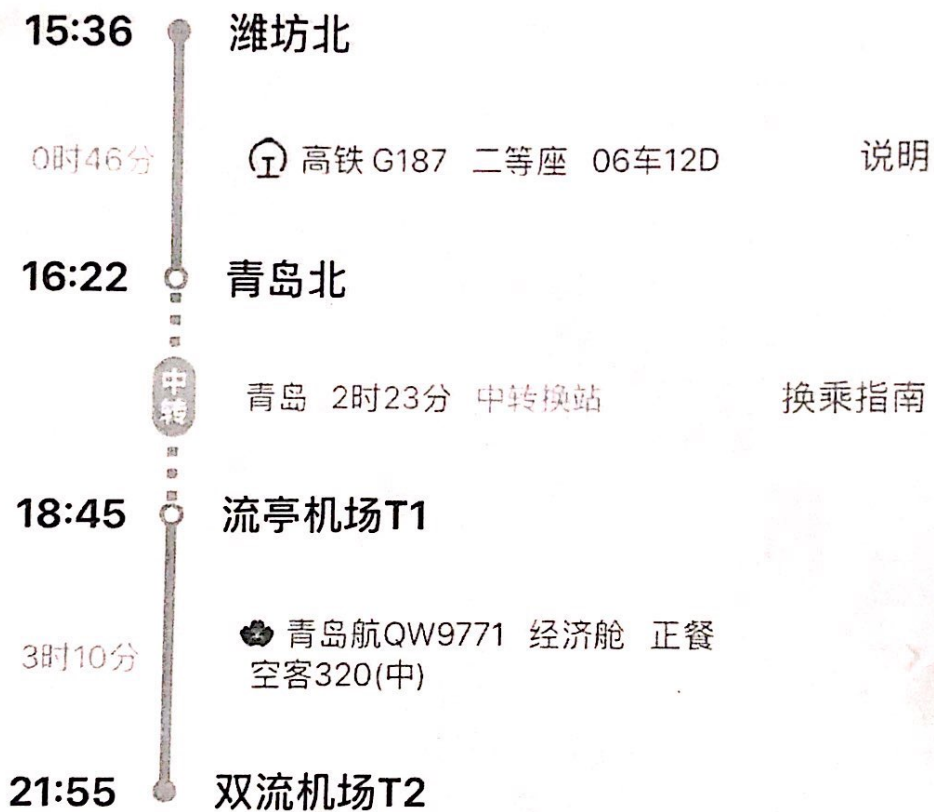 15:36 潍坊北
0时46分 高铁 G187 二等座 06车12D 说明
16:22 青岛北
中转 青岛 2时23分 中转换站 换乘指南
18:45 流亭机场T1
3时10分 青岛航QW9771 经济舱 正餐
空客320(中)
21:55 双流机场T2